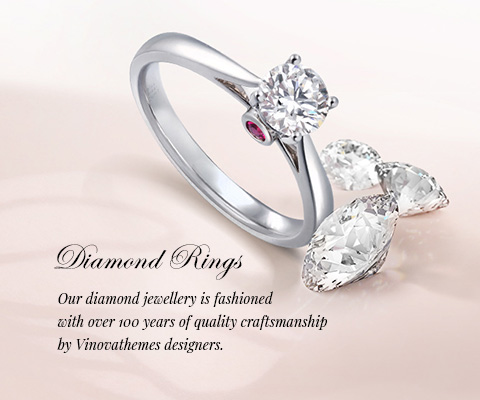 Diamond Rings
Our diamond jewellery is fashioned
with over 100 years of quality craftsmanship
by Vinovathemes designers.